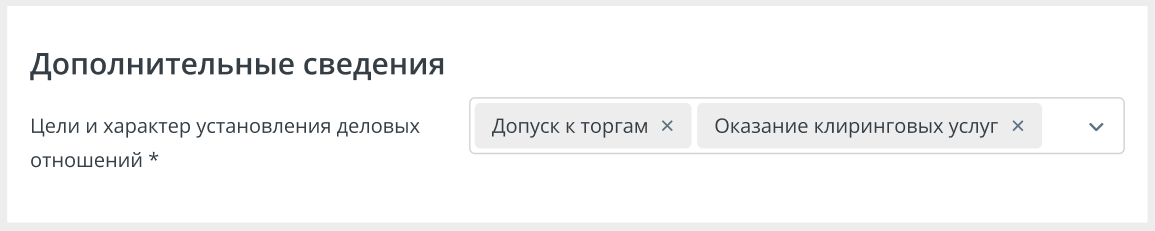 Дополнительные сведения
Цели и характер установления деловых
отношений *
Допуск к торгам ×
Оказание клиринговых услуг ×